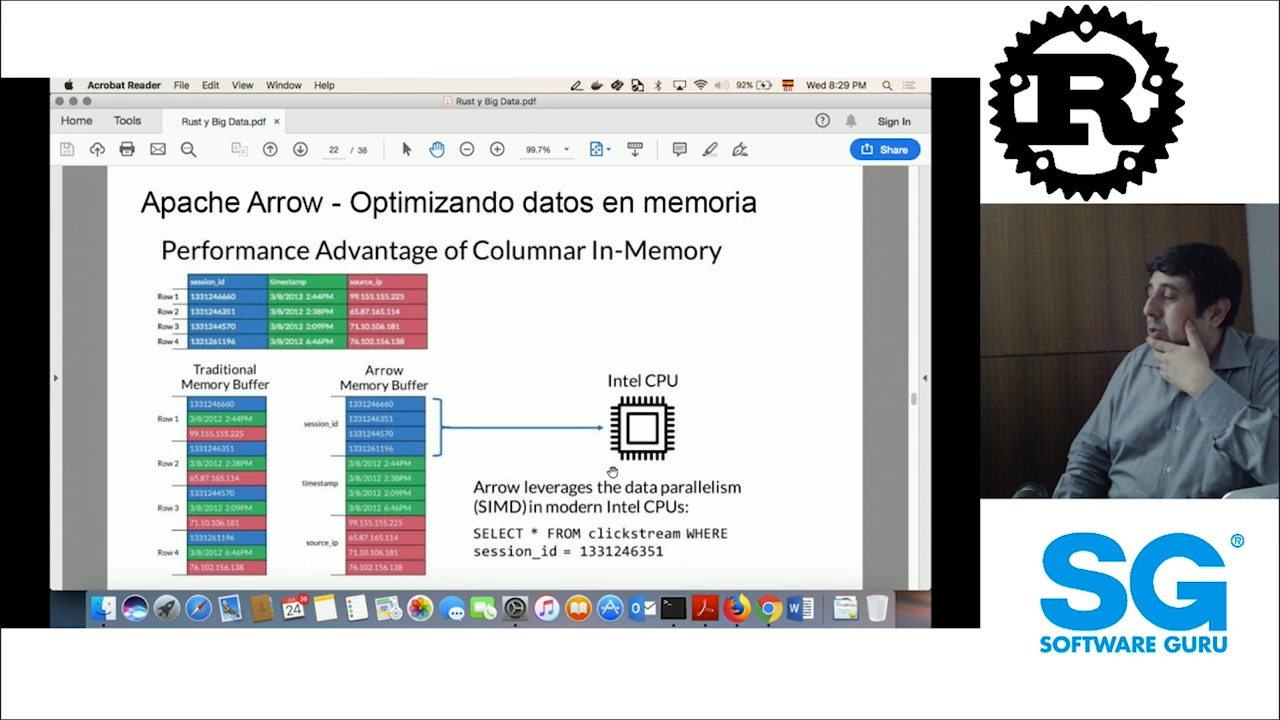 Acrobat Reader File Edit View Window Help 92% Wed 8:29 PM
Rust y Big Data.pdf
Home Tools Rust y Big Data.pdf × Sign In
22 / 38 99.7% Share
Apache Arrow - Optimizando datos en memoria
Performance Advantage of Columnar In-Memory
session_id timestamp source_ip
Row 1 1331246660 3/8/2012 2:44PM 99.155.155.225
Row 2 1331246351 3/8/2012 2:38PM 65.87.165.114
Row 3 1331244570 3/8/2012 2:09PM 71.10.106.181
Row 4 1331261196 3/8/2012 6:46PM 76.102.156.138
Traditional
Memory Buffer
Row 1
1331246660
3/8/2012 2:44PM
99.155.155.225
Row 2
1331246351
3/8/2012 2:38PM
65.87.165.114
Row 3
1331244570
3/8/2012 2:09PM
71.10.106.181
Row 4
1331261196
3/8/2012 6:46PM
76.102.156.138
Arrow
Memory Buffer
session_id
1331246660
1331246351
1331244570
1331261196
timestamp
3/8/2012 2:44PM
3/8/2012 2:38PM
3/8/2012 2:09PM
3/8/2012 6:46PM
source_ip
99.155.155.225
65.87.165.114
71.10.106.181
76.102.156.138
Intel CPU
Arrow leverages the data parallelism
(SIMD) in modern Intel CPUs:
SELECT * FROM clickstream WHERE
session_id = 1331246351
24
W
R
SG®
SOFTWARE GURU